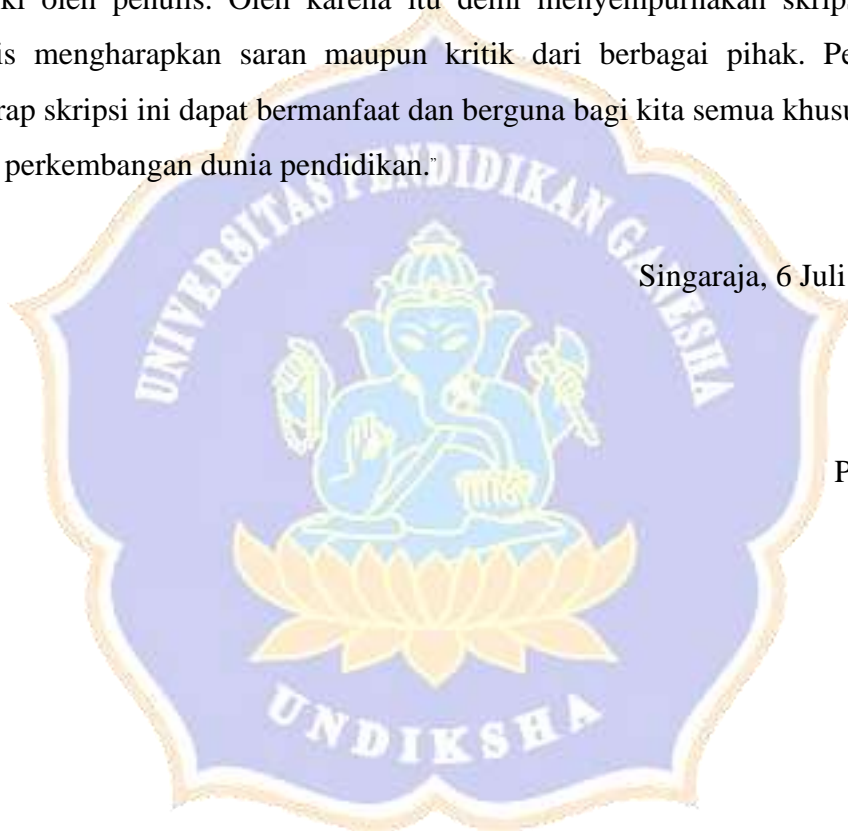 ki oleh penulis. Oleh karena itu demi menyempurnakan skrips
is mengharapkan saran maupun kritik dari berbagai pihak. Pe
rap skripsi ini dapat bermanfaat dan berguna bagi kita semua khusu
perkembangan dunia pendidikan.”
UNIVERSITAS PENDIDIKAN GANESHA
Singaraja, 6 Juli
P
UNDIKSHA